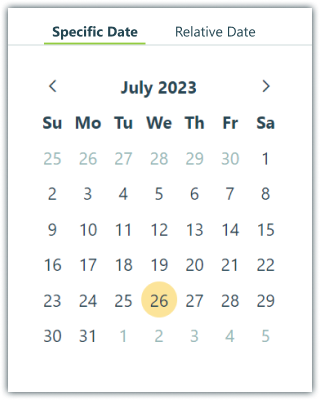 Specific Date Relative Date
July 2023
Su Mo Tu We Th Fr Sa
25 26 27 28 29 30 1
2 3 4 5 6 7 8
9 10 11 12 13 14 15
16 17 18 19 20 21 22
23 24 25 26 27 28 29
30 31 1 2 3 4 5